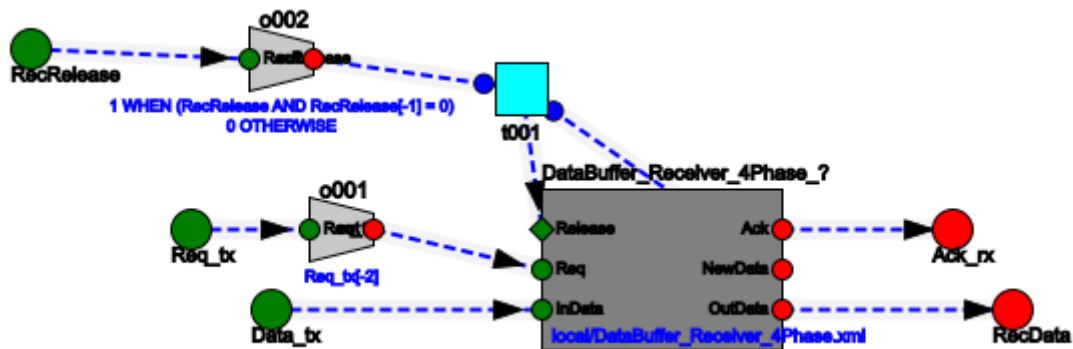 o002
RecRelease
1 WHEN (RecRelease AND RecRelease[-1] = 0)
0 OTHERWISE
t001
DataBuffer_Receiver_4Phase_?
o001
Req_tx
Req_tx[-2]
Release
Ack
Ack_rx
Req
NewData
Data_tx
InData
OutData
RecData
local/DataBuffer_Receiver_4Phase.xml